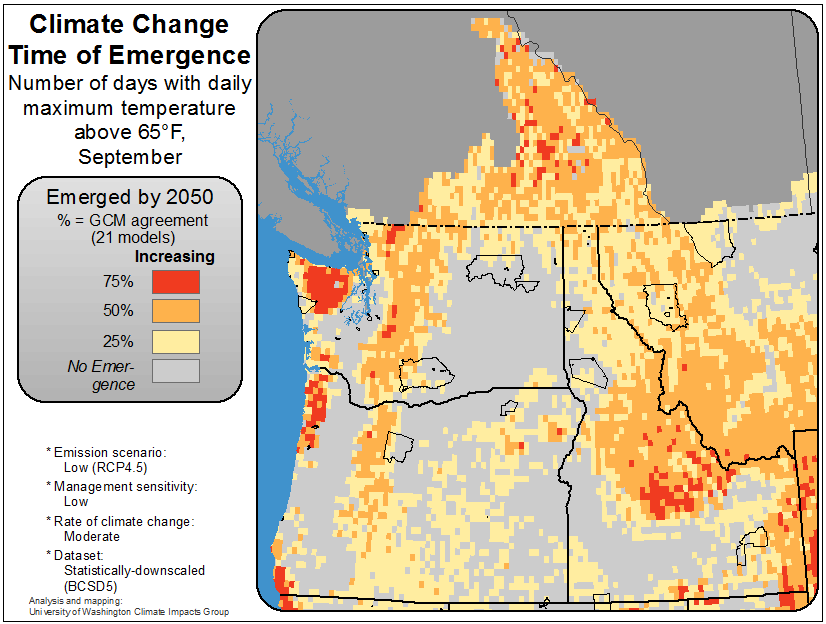 Climate Change
Time of Emergence
Number of days with daily
maximum temperature
above 65°F,
September
Emerged by 2050
% = GCM agreement
(21 models)
Increasing
75%
50%
25%
No Emer-
gence
* Emission scenario:
Low (RCP4.5)
* Management sensitivity:
Low
* Rate of climate change:
Moderate
* Dataset:
Statistically-downscaled
(BCSD5)
Analysis and mapping:
University of Washington Climate Impacts Group